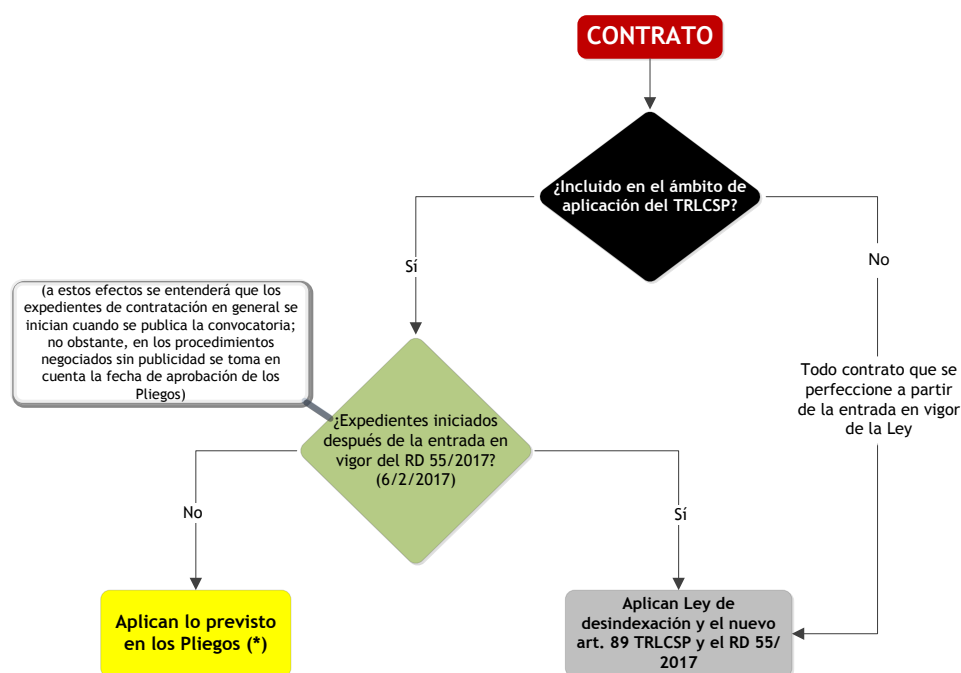 CONTRATO
¿Incluido en el ámbito de
aplicación del TRLCSP?
Sí
No
(a estos efectos se entenderá que los
expedientes de contratación en general se
inician cuando se publica la convocatoria;
no obstante, en los procedimientos
negociados sin publicidad se toma en
cuenta la fecha de aprobación de los
Pliegos)
Todo contrato que se
perfeccione a partir
de la entrada en vigor
de la Ley
¿Expedientes iniciados
después de la entrada en
vigor del RD 55/2017?
(6/2/2017)
No
Sí
Aplican lo previsto
en los Pliegos (*)
Aplican Ley de
desindexación y el nuevo
art. 89 TRLCSP y el RD 55/
2017